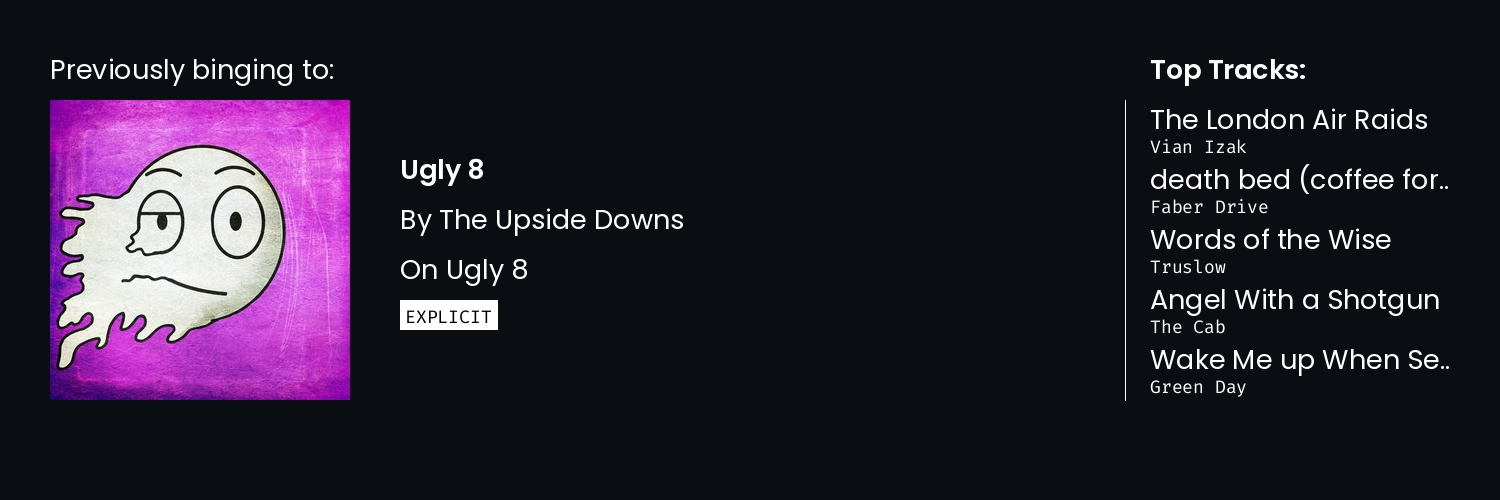 Previously binging to:
Ugly 8
By The Upside Downs
On Ugly 8
EXPLICIT
Top Tracks:
The London Air Raids
Vian Izak
death bed (coffee for..
Faber Drive
Words of the Wise
Truslow
Angel With a Shotgun
The Cab
Wake Me up When Se..
Green Day